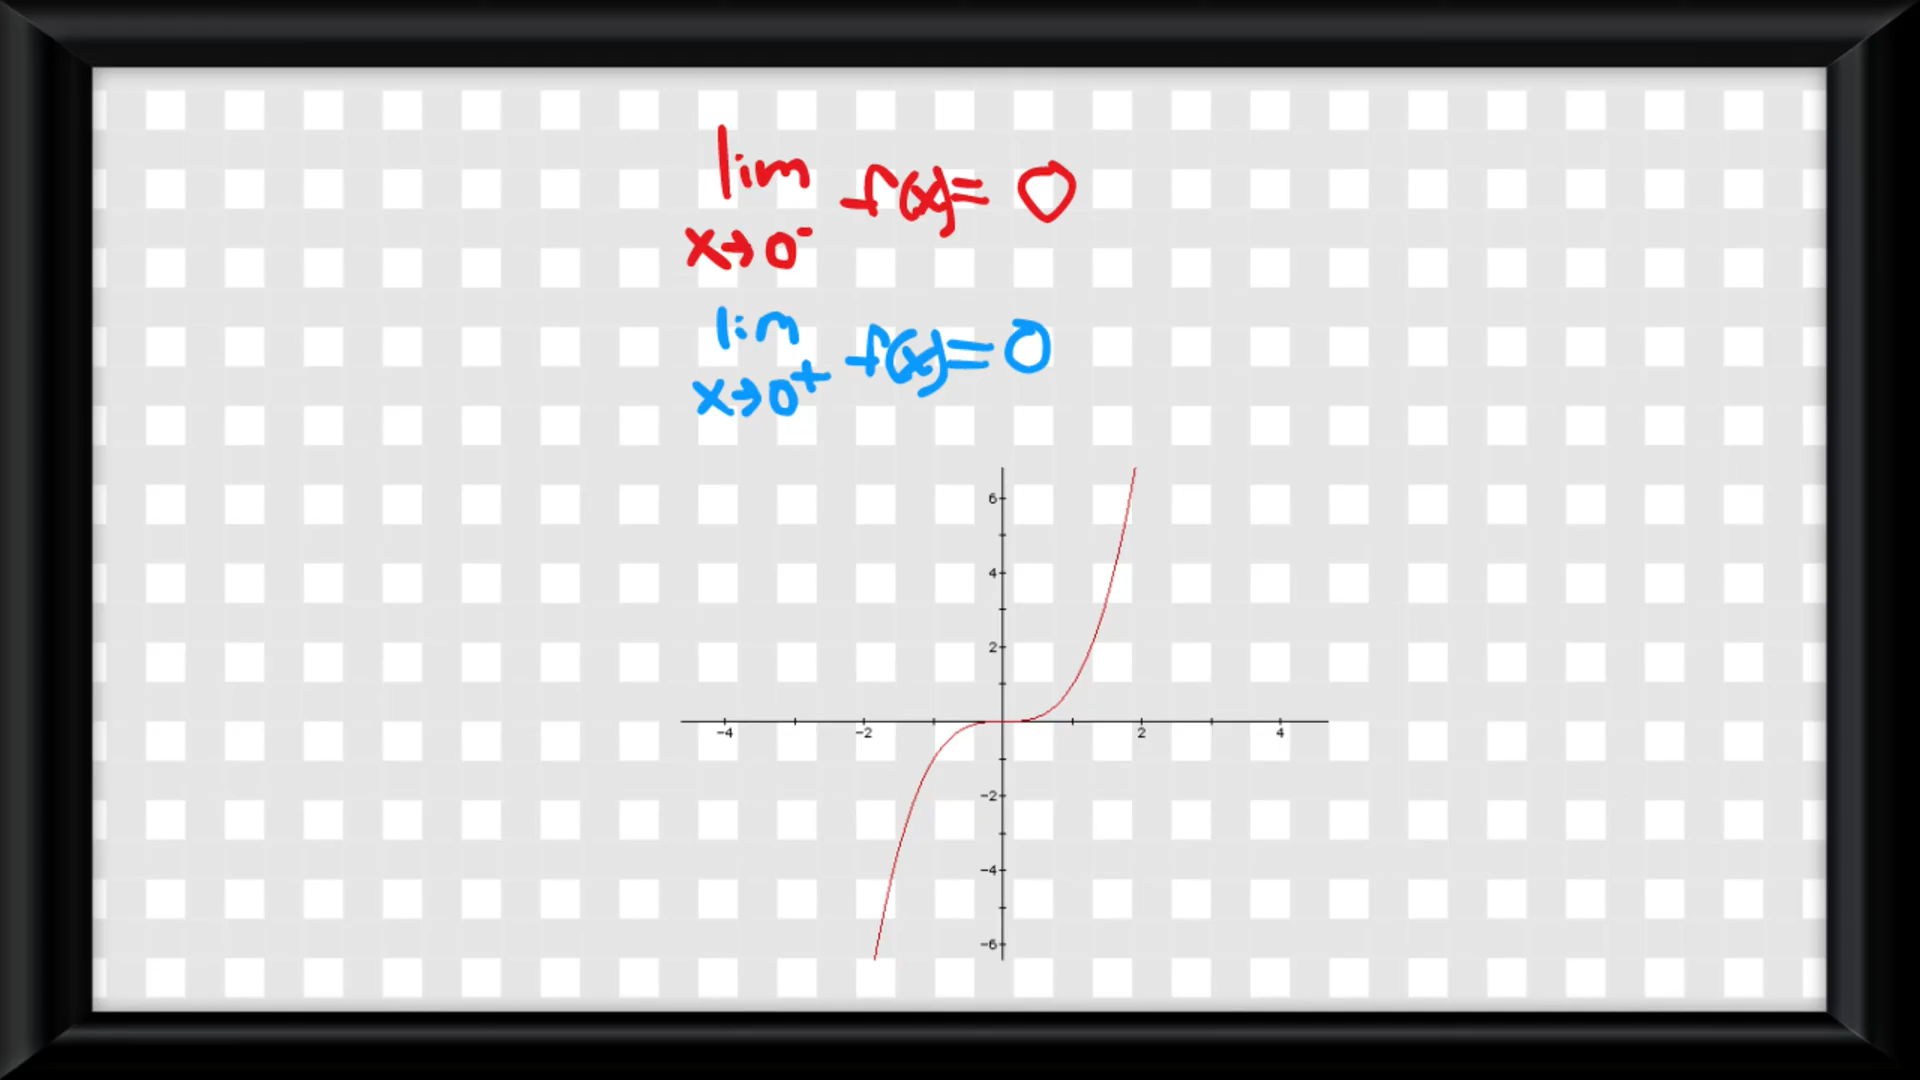 lim f(x)= 0
x→0⁻
lim f(x)=0
x→0⁺
6
4
2
−4 −2 2 4
−2
−4
−6